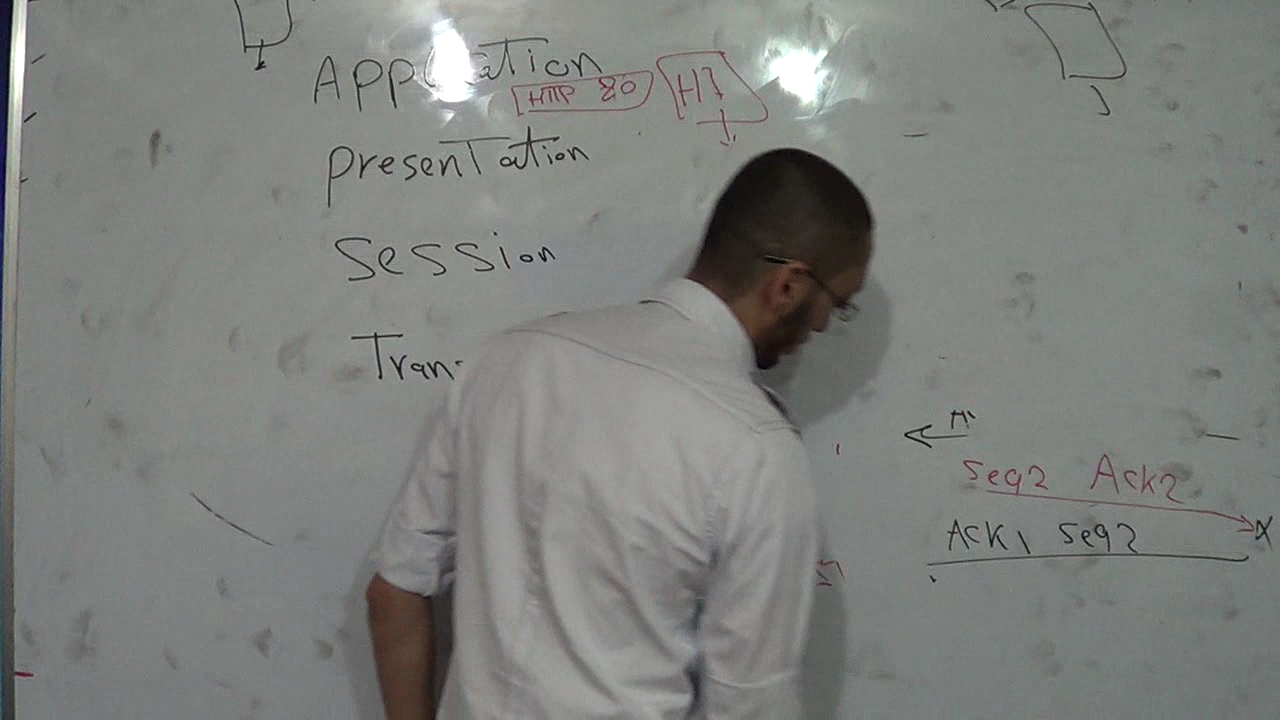 Application
HTTP 80 H7
presentation
session
Tran
Seq2 Ack2
ACK1 seq2